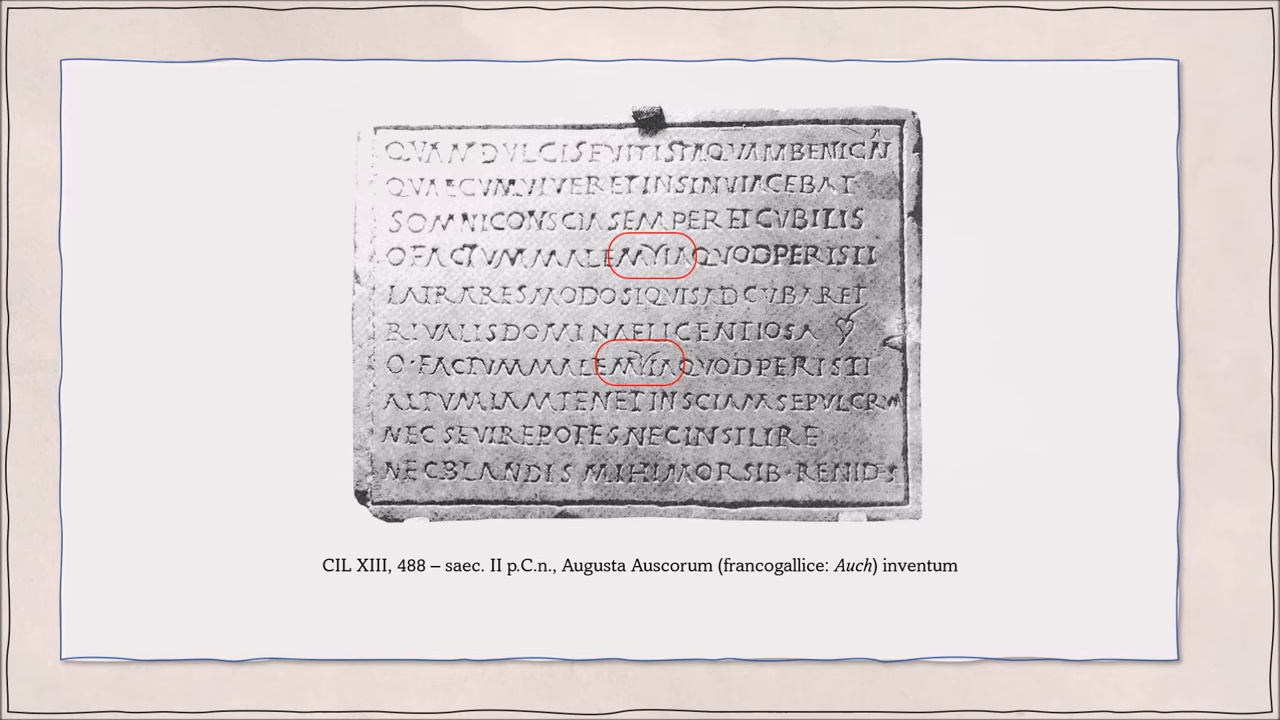 QVAM DVLCIS FVIT ISTA QVAM BENIGN
QVAE CVM VIVERET IN SINV IACEBAT
SOMNI CONSCIA SEMPER ET CVBILIS
O FACTVM MALE MYIA QVOD PERISTI
LATRARES MODO SI QVIS ADCVBARET
RIVALIS DOMINAE LICENTIOSA
O · FACTVM MALE MYIA QVOD PERISTI
ALTVM IAM TENET INSCIAM SEPVLCRVM
NEC SEVIRE POTES NEC INSILIRE
NEC BLANDIS MIHI MORSIB · RENIDES
CIL XIII, 488 – saec. II p.C.n., Augusta Auscorum (francogallice: Auch) inventum